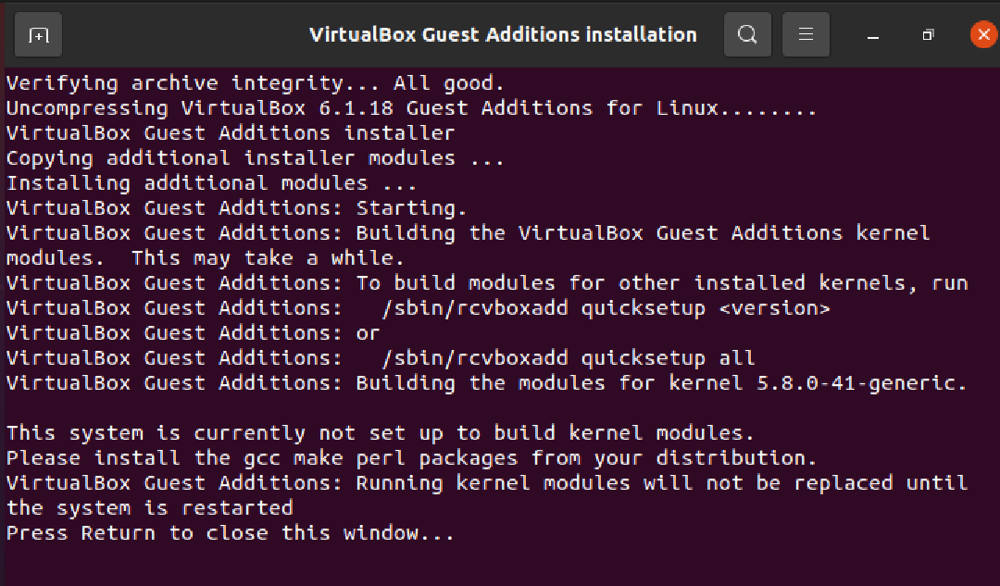 VirtualBox Guest Additions installation
Verifying archive integrity... All good.
Uncompressing VirtualBox 6.1.18 Guest Additions for Linux........
VirtualBox Guest Additions installer
Copying additional installer modules ...
Installing additional modules ...
VirtualBox Guest Additions: Starting.
VirtualBox Guest Additions: Building the VirtualBox Guest Additions kernel
modules.  This may take a while.
VirtualBox Guest Additions: To build modules for other installed kernels, run
VirtualBox Guest Additions:   /sbin/rcvboxadd quicksetup <version>
VirtualBox Guest Additions: or
VirtualBox Guest Additions:   /sbin/rcvboxadd quicksetup all
VirtualBox Guest Additions: Building the modules for kernel 5.8.0-41-generic.
This system is currently not set up to build kernel modules.
Please install the gcc make perl packages from your distribution.
VirtualBox Guest Additions: Running kernel modules will not be replaced until
the system is restarted
Press Return to close this window...